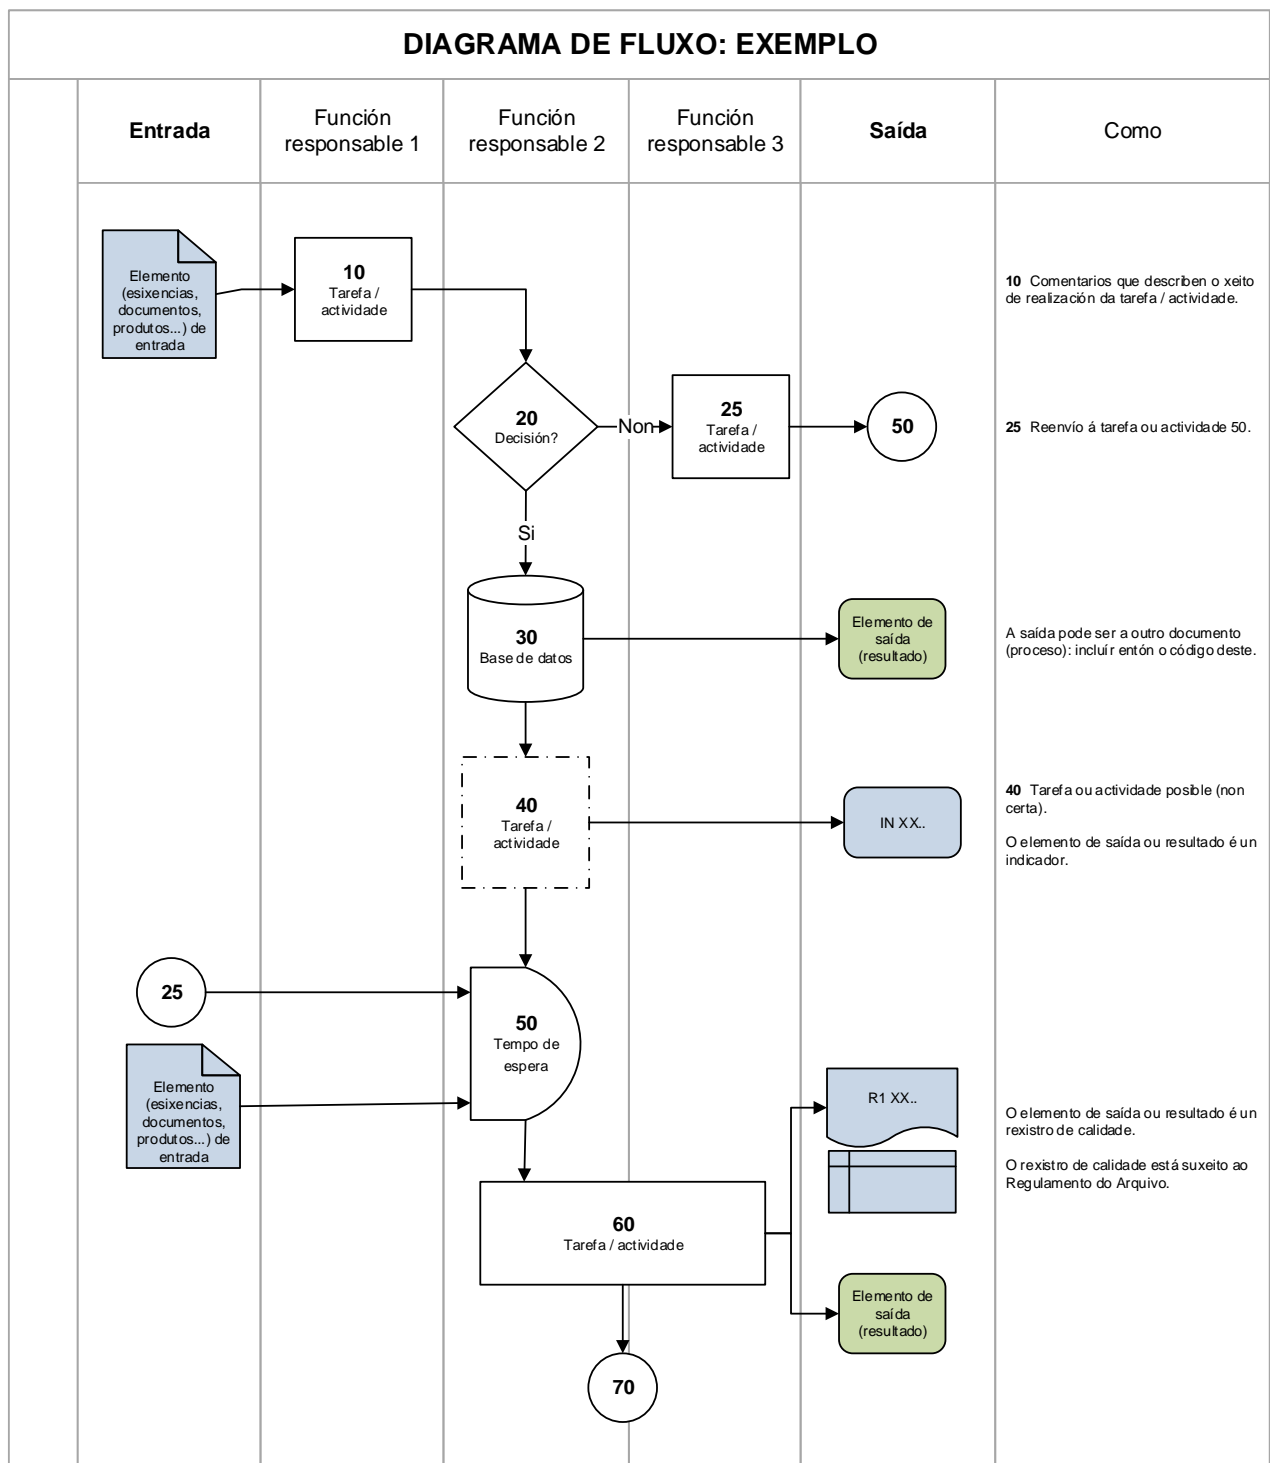 DIAGRAMA DE FLUXO: EXEMPLO
Entrada
Función
responsable 1
Función
responsable 2
Función
responsable 3
Saída
Como
Elemento
(esixencias,
documentos,
produtos...) de
entrada
10
Tarefa /
actividade
10 Comentarios que describen o xeito
de realización da tarefa / actividade.
20
Decisión?
Non
25
Tarefa /
actividade
50
25 Reenvío á tarefa ou actividade 50.
Si
30
Base de datos
Elemento de
saída
(resultado)
A saída pode ser a outro documento
(proceso): incluír entón o código deste.
40
Tarefa /
actividade
IN XX..
40 Tarefa ou actividade posible (non
certa).
O elemento de saída ou resultado é un
indicador.
25
50
Tempo de
espera
Elemento
(esixencias,
documentos,
produtos...) de
entrada
R1 XX..
O elemento de saída ou resultado é un
rexistro de calidade.
O rexistro de calidade está suxeito ao
Regulamento do Arquivo.
60
Tarefa / actividade
Elemento de
saída
(resultado)
70